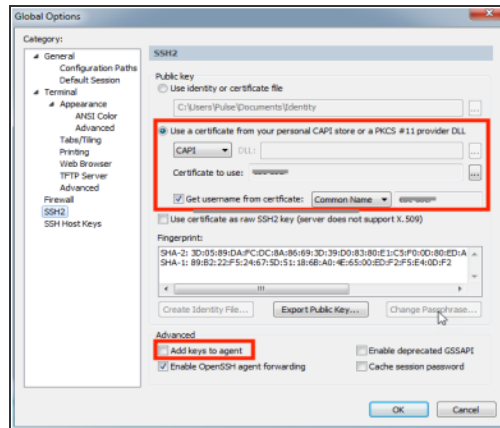 Global Options
Category:
General
Configuration Paths
Default Session
Terminal
Appearance
ANSI Color
Advanced
Tabs/Tiling
Printing
Web Browser
TFTP Server
Advanced
Firewall
SSH2
SSH Host Keys
SSH2
Public key
Use identity or certificate file
C:\Users\Pulse\Documents\Identity
...
Use a certificate from your personal CAPI store or a PKCS #11 provider DLL
CAPI DLL: ...
Certificate to use: ...
Get username from certificate: Common Name
Use certificate as raw SSH2 key (server does not support X.509)
Fingerprint:
SHA-2: 3D:05:89:DA:FC:DC:8A:86:69:3D:39:D0:83:80:E1:C5:F0:0D:80:ED:A
SHA-1: 89:B2:22:F5:24:67:5D:51:18:6B:A0:4E:65:00:ED:F2:F5:E4:0D:F2
Create Identity File... Export Public Key... Change Passphrase...
Advanced
Add keys to agent Enable deprecated GSSAPI
Enable OpenSSH agent forwarding Cache session password
OK Cancel